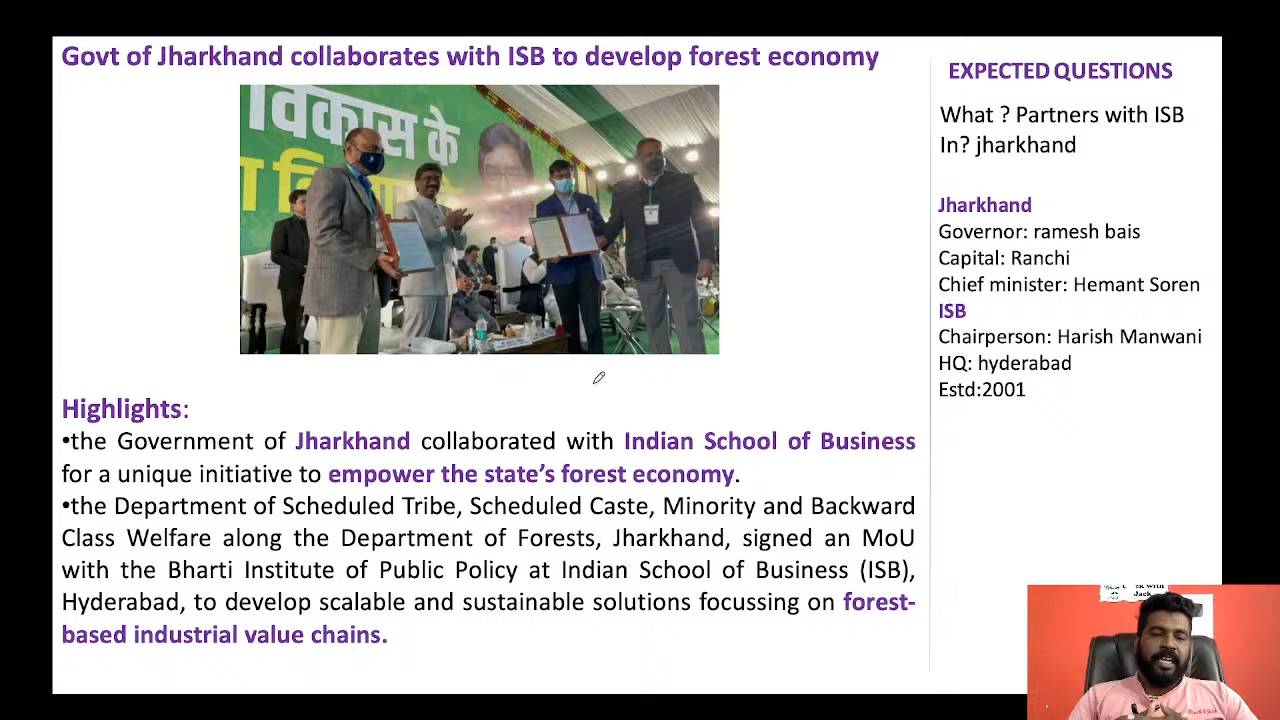 Govt of Jharkhand collaborates with ISB to develop forest economy
विकास के
Highlights:
•the Government of Jharkhand collaborated with Indian School of Business
for a unique initiative to empower the state's forest economy.
•the Department of Scheduled Tribe, Scheduled Caste, Minority and Backward
Class Welfare along the Department of Forests, Jharkhand, signed an MoU
with the Bharti Institute of Public Policy at Indian School of Business (ISB),
Hyderabad, to develop scalable and sustainable solutions focussing on forest-
based industrial value chains.
EXPECTED QUESTIONS
What ? Partners with ISB
In? jharkhand
Jharkhand
Governor: ramesh bais
Capital: Ranchi
Chief minister: Hemant Soren
ISB
Chairperson: Harish Manwani
HQ: hyderabad
Estd:2001
with
Jack